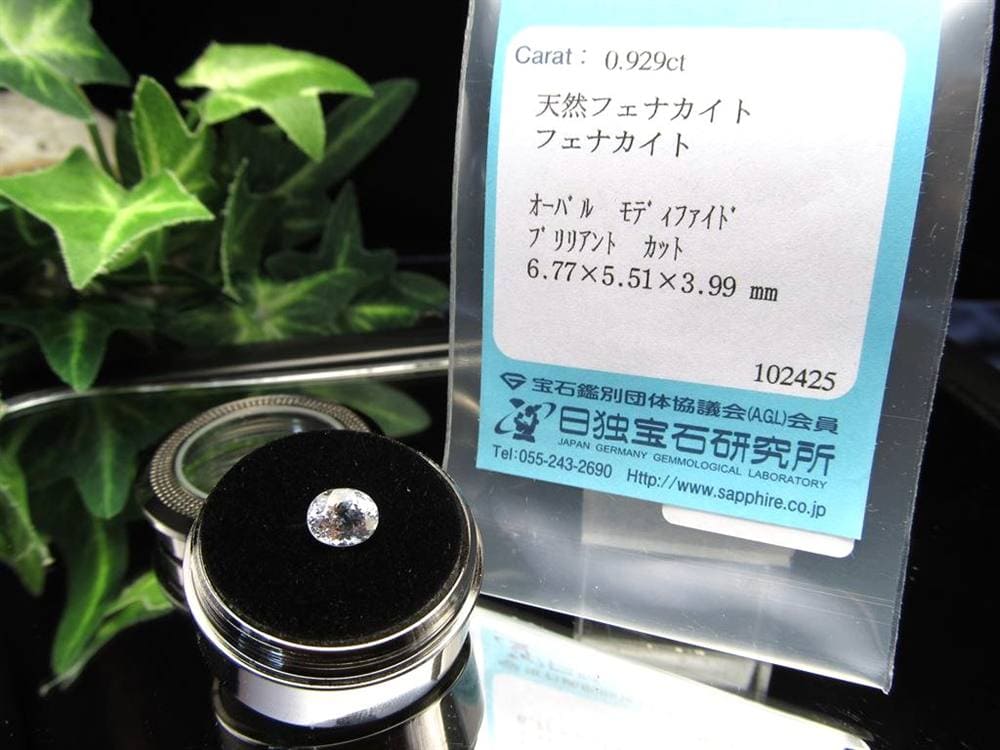 Carat： 0.929ct
天然フェナカイト
フェナカイト
ｵｰﾊﾞﾙ ﾓﾃﾞｨﾌｧｲﾄﾞ
ﾌﾞﾘﾘｱﾝﾄ ｶｯﾄ
6.77×5.51×3.99 mm
102425
宝石鑑別団体協議会(AGL)会員
日独宝石研究所
JAPAN GERMANY GEMMOLOGICAL LABORATORY
Tel:055-243-2690 Http://www.sapphire.co.jp